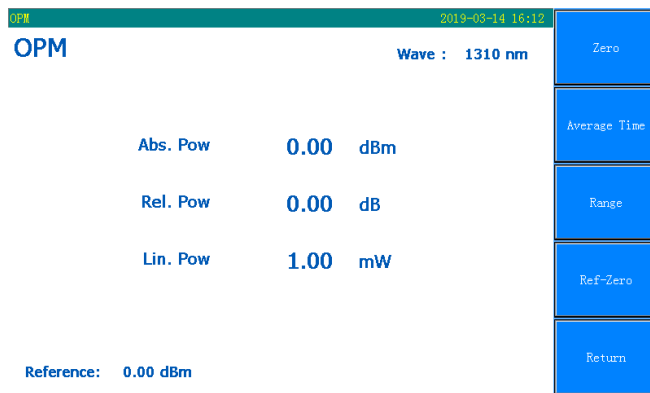 OPM 2019-03-14 16:12
OPM
Wave : 1310 nm
Abs. Pow 0.00 dBm
Rel. Pow 0.00 dB
Lin. Pow 1.00 mW
Reference: 0.00 dBm
Zero
Average Time
Range
Ref-Zero
Return